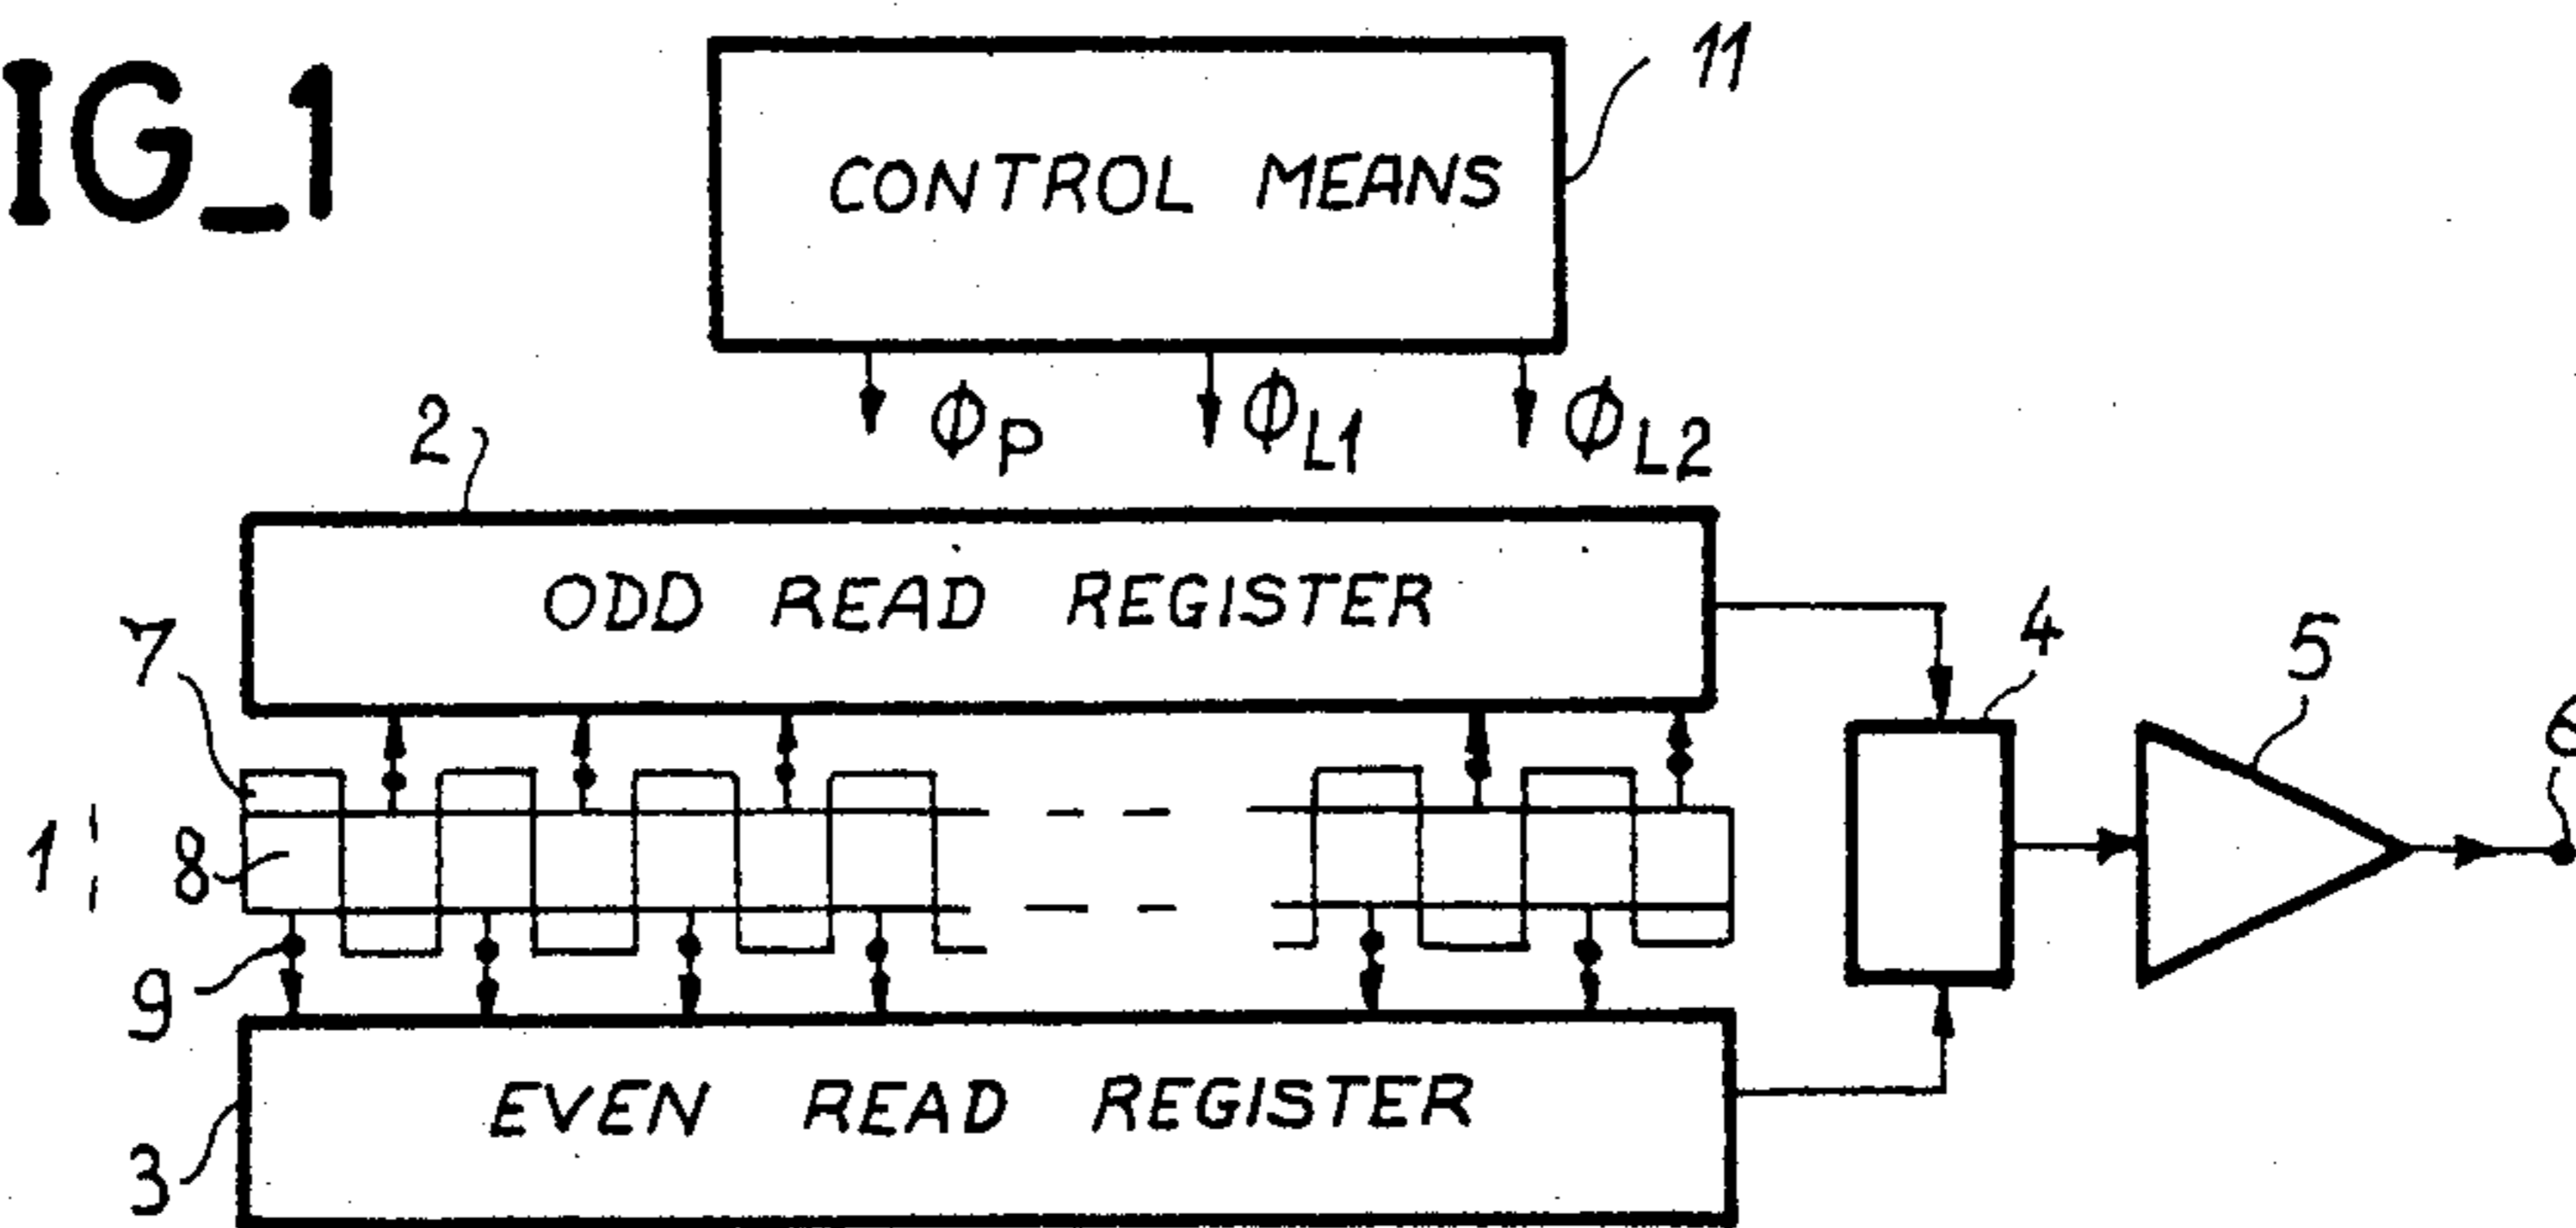 IG_1
CONTROL MEANS
11
ϕP
ϕL1
ϕL2
2
ODD READ REGISTER
7
4
5
6
1
8
9
EVEN READ REGISTER
3